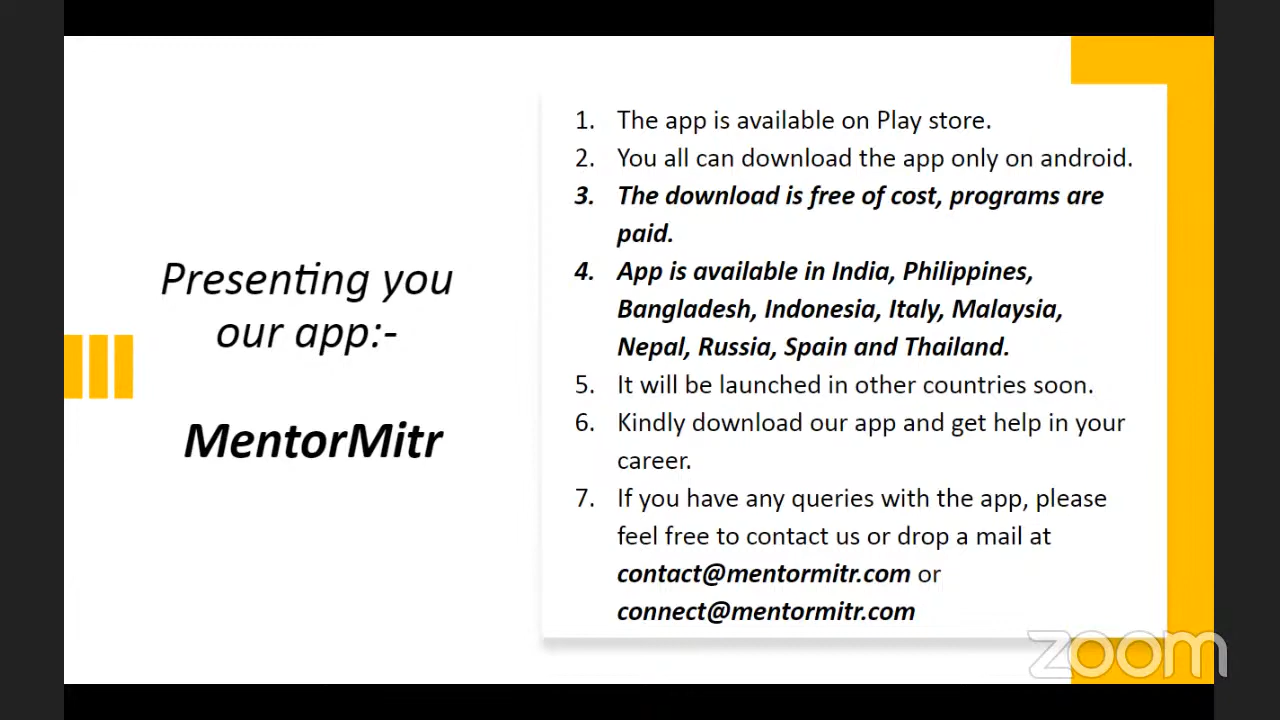 Presenting you
our app:-
MentorMitr
1. The app is available on Play store.
2. You all can download the app only on android.
3. The download is free of cost, programs are
paid.
4. App is available in India, Philippines,
Bangladesh, Indonesia, Italy, Malaysia,
Nepal, Russia, Spain and Thailand.
5. It will be launched in other countries soon.
6. Kindly download our app and get help in your
career.
7. If you have any queries with the app, please
feel free to contact us or drop a mail at
contact@mentormitr.com or
connect@mentormitr.com
zoom